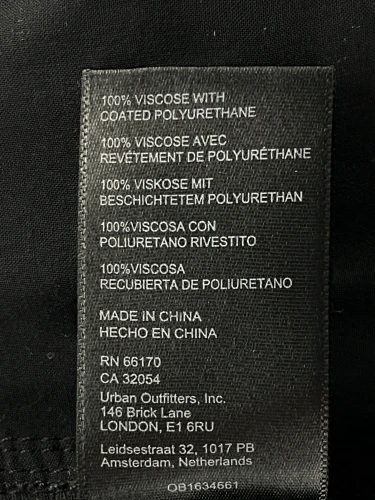 100% VISCOSE WITH
COATED POLYURETHANE
100% VISCOSE AVEC
REVÉTEMENT DE POLYURÉTHANE
100% VISKOSE MIT
BESCHICHTETEM POLYURETHAN
100%VISCOSA CON
POLIURETANO RIVESTITO
100%VISCOSA
RECUBIERTA DE POLIURETANO
MADE IN CHINA
HECHO EN CHINA
RN 66170
CA 32054
Urban Outfitters, Inc.
146 Brick Lane
LONDON, E1 6RU
Leidsestraat 32, 1017 PB
Amsterdam, Netherlands
OB1634661